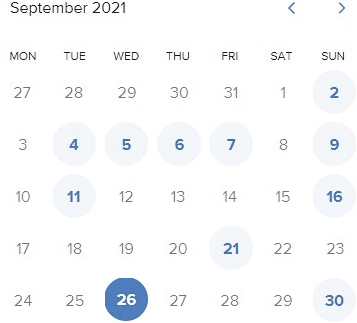 September 2021
MON TUE WED THU FRI SAT SUN
27 28 29 30 31 1 2
3 4 5 6 7 8 9
10 11 12 13 14 15 16
17 18 19 20 21 22 23
24 25 26 27 28 29 30